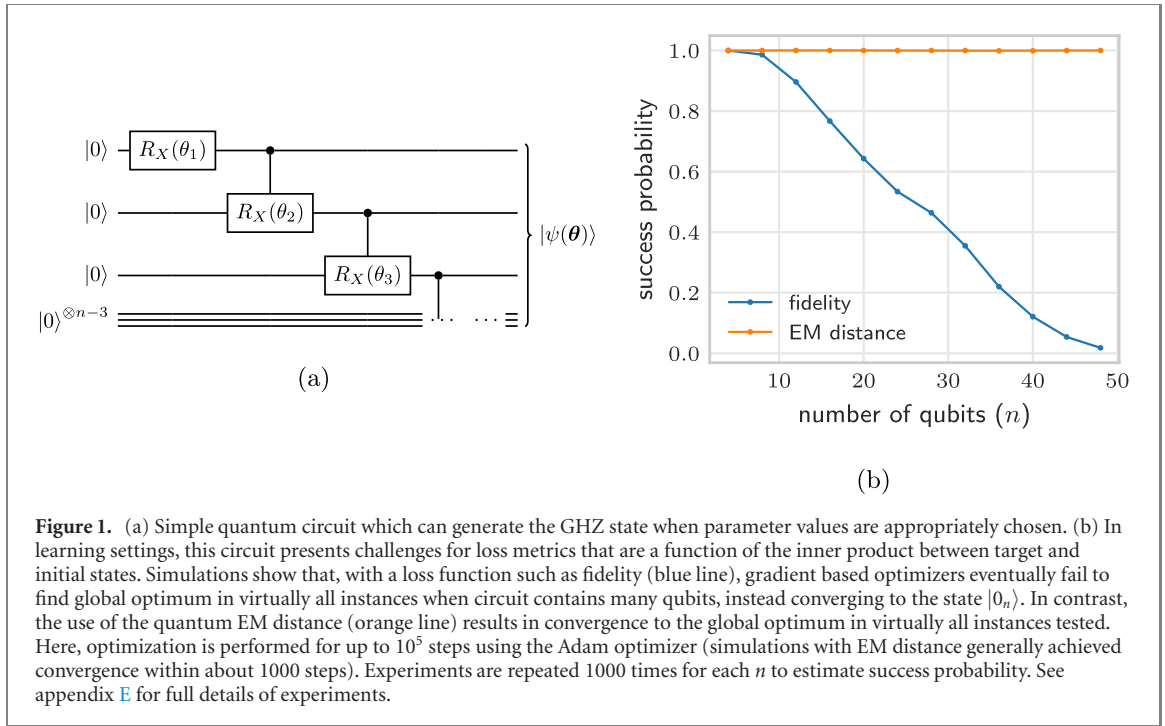 |0⟩ R_X(θ_1)
|0⟩ R_X(θ_2)
|ψ(θ)⟩
|0⟩ R_X(θ_3)
|0⟩^{⊗n−3} ··· ···
(a)
success probability
1.0
0.8
0.6
0.4
0.2
0.0
fidelity
EM distance
10 20 30 40 50
number of qubits (n)
(b)
Figure 1. (a) Simple quantum circuit which can generate the GHZ state when parameter values are appropriately chosen. (b) In
learning settings, this circuit presents challenges for loss metrics that are a function of the inner product between target and
initial states. Simulations show that, with a loss function such as fidelity (blue line), gradient based optimizers eventually fail to
find global optimum in virtually all instances when circuit contains many qubits, instead converging to the state |0_n⟩. In contrast,
the use of the quantum EM distance (orange line) results in convergence to the global optimum in virtually all instances tested.
Here, optimization is performed for up to 10^5 steps using the Adam optimizer (simulations with EM distance generally achieved
convergence within about 1000 steps). Experiments are repeated 1000 times for each n to estimate success probability. See
appendix E for full details of experiments.